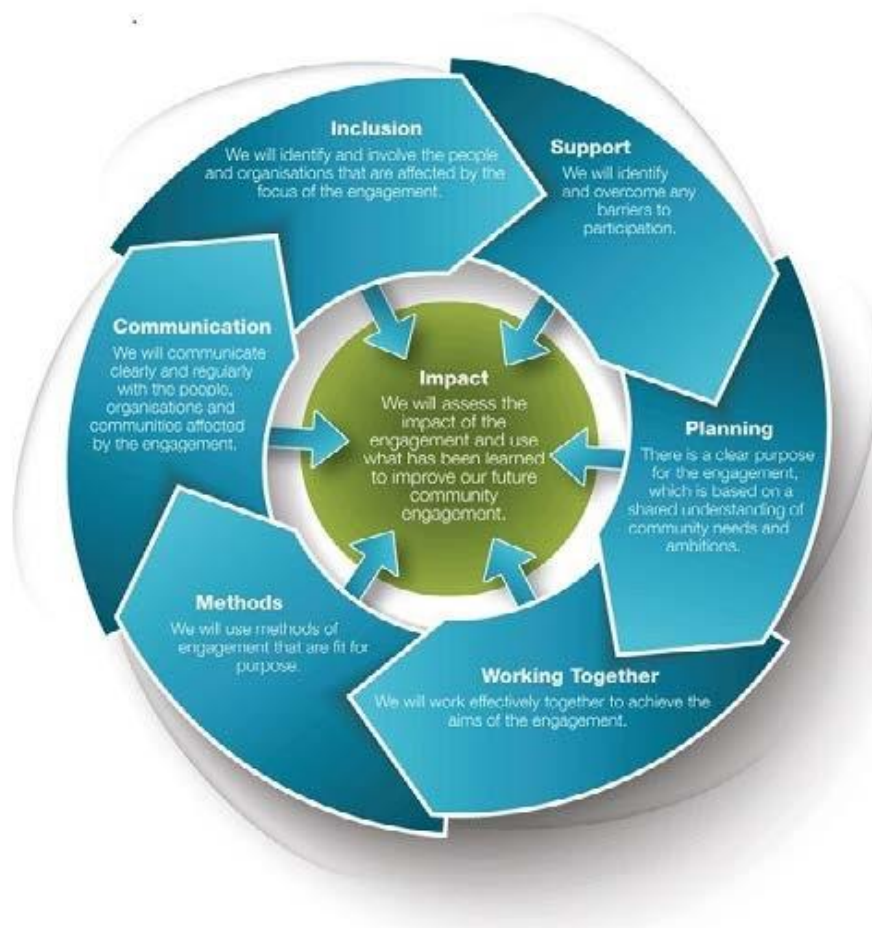 Inclusion
We will identify and involve the people
and organisations that are affected by the
focus of the engagement.
Support
We will identify
and overcome any
barriers to
participation.
Planning
There is a clear purpose
for the engagement,
which is based on a
shared understanding of
community needs and
ambitions.
Working Together
We will work effectively together to achieve the
aims of the engagement.
Methods
We will use methods of
engagement that are fit for
purpose.
Communication
We will communicate
clearly and regularly
with the people,
organisations and
communities affected
by the engagement.
Impact
We will assess the
impact of the
engagement and use
what has been learned
to improve our future
community
engagement.